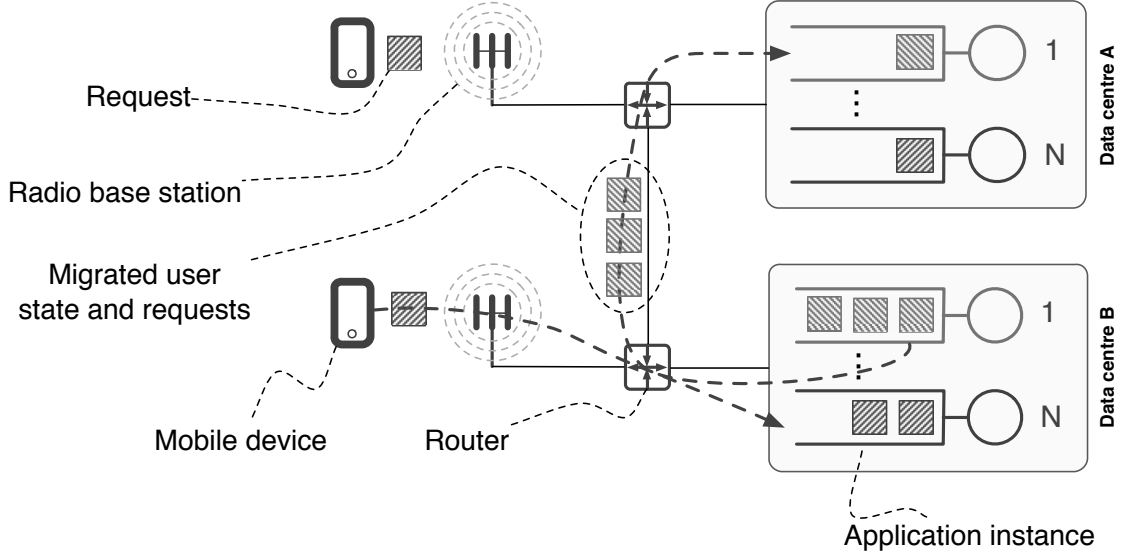 1
Data centre A
Request
N
Radio base station
Migrated user
state and requests
1
Data centre B
N
Mobile device
Router
Application instance